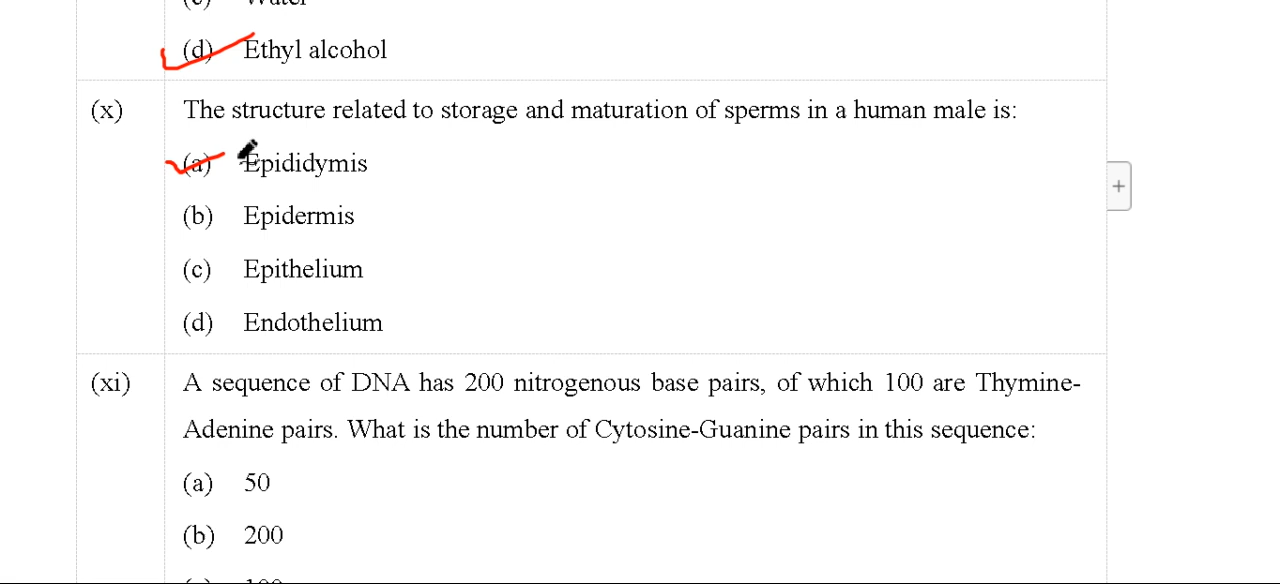 (d) Ethyl alcohol
(x) The structure related to storage and maturation of sperms in a human male is:
(a) Epididymis
(b) Epidermis
(c) Epithelium
(d) Endothelium
(xi) A sequence of DNA has 200 nitrogenous base pairs, of which 100 are Thymine-
Adenine pairs. What is the number of Cytosine-Guanine pairs in this sequence:
(a) 50
(b) 200